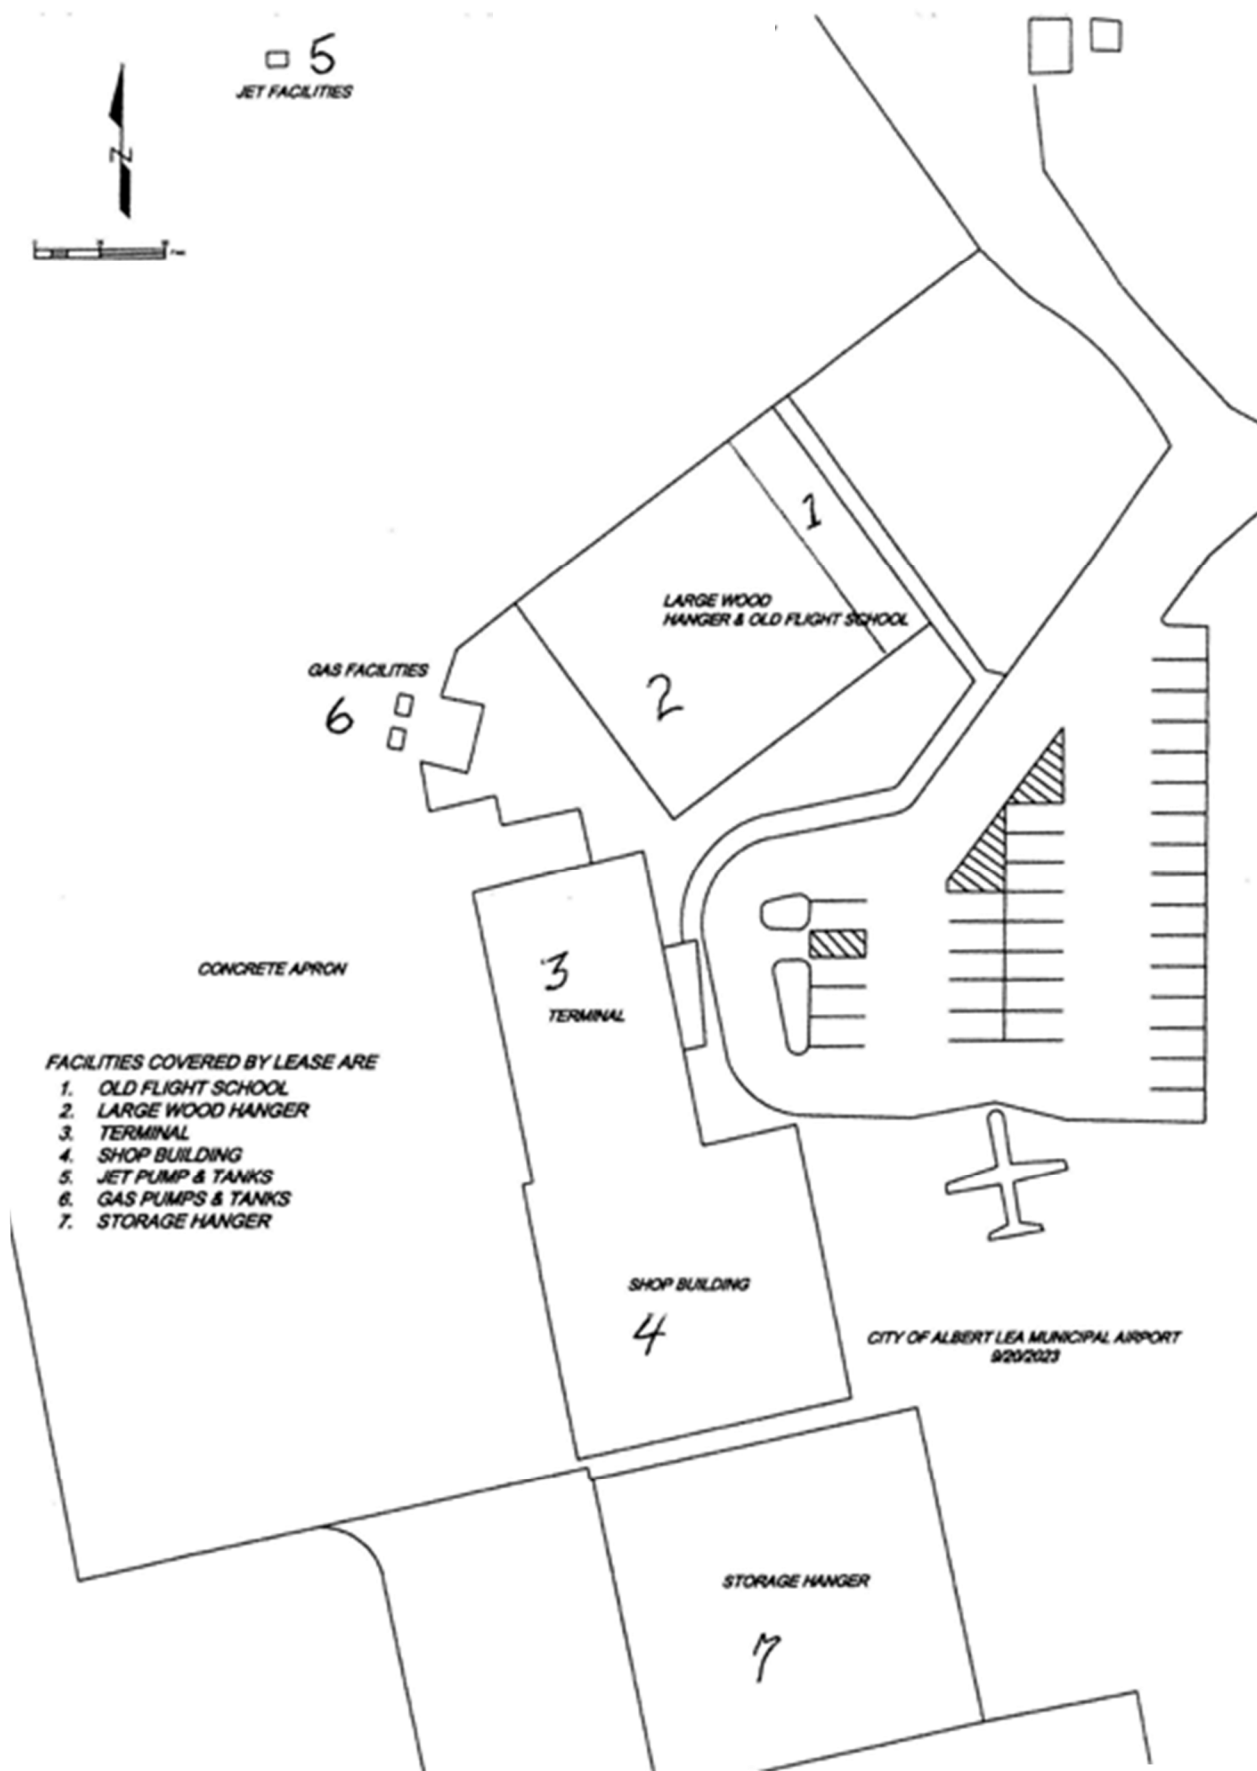 5
JET FACILITIES
N
1
LARGE WOOD
HANGER & OLD FLIGHT SCHOOL
GAS FACILITIES
6
2
CONCRETE APRON
3
TERMINAL
FACILITIES COVERED BY LEASE ARE
1. OLD FLIGHT SCHOOL
2. LARGE WOOD HANGER
3. TERMINAL
4. SHOP BUILDING
5. JET PUMP & TANKS
6. GAS PUMPS & TANKS
7. STORAGE HANGER
SHOP BUILDING
4
CITY OF ALBERT LEA MUNICIPAL AIRPORT
9/20/2023
STORAGE HANGER
7